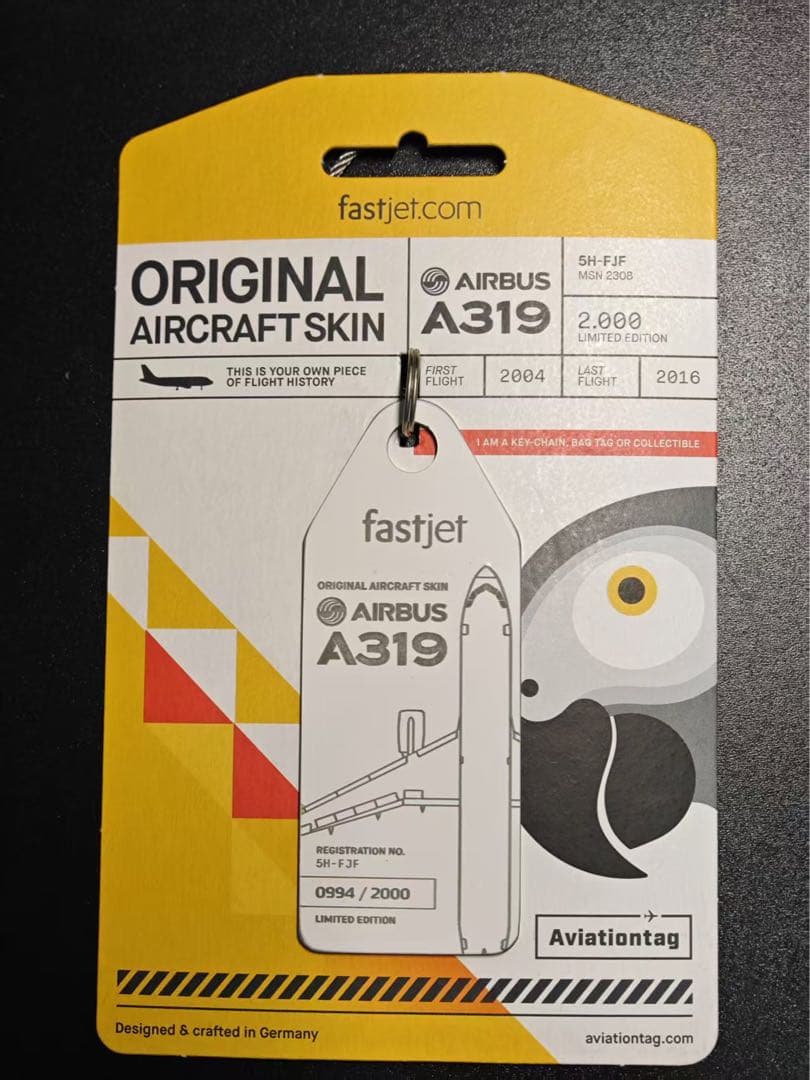 fastjet.com
ORIGINAL
AIRCRAFT SKIN
AIRBUS
A319
5H-FJF
MSN 2308
2.000
LIMITED EDITION
THIS IS YOUR OWN PIECE
OF FLIGHT HISTORY
FIRST
FLIGHT
2004
LAST
FLIGHT
2016
I AM A KEY-CHAIN, BAG TAG OR COLLECTIBLE
fastjet
ORIGINAL AIRCRAFT SKIN
AIRBUS
A319
REGISTRATION NO.
5H-FJF
0994 / 2000
LIMITED EDITION
Aviationtag
Designed & crafted in Germany
aviationtag.com